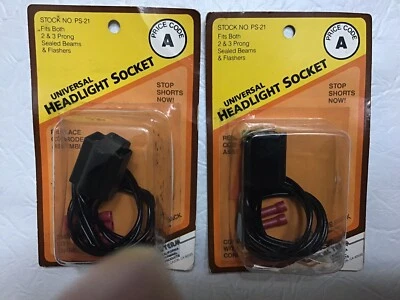 STOCK NO. PS-21
Fits Both
2 & 3 Prong
Sealed Beams
& Flashers
PRICE CODE
A
UNIVERSAL
HEADLIGHT SOCKET
STOP
SHORTS
NOW!
STOCK NO. PS-21
Fits Both
2 & 3 Prong
Sealed Beams
& Flashers
PRICE CODE
A
UNIVERSAL
HEADLIGHT SOCKET
STOP
SHORTS
NOW!